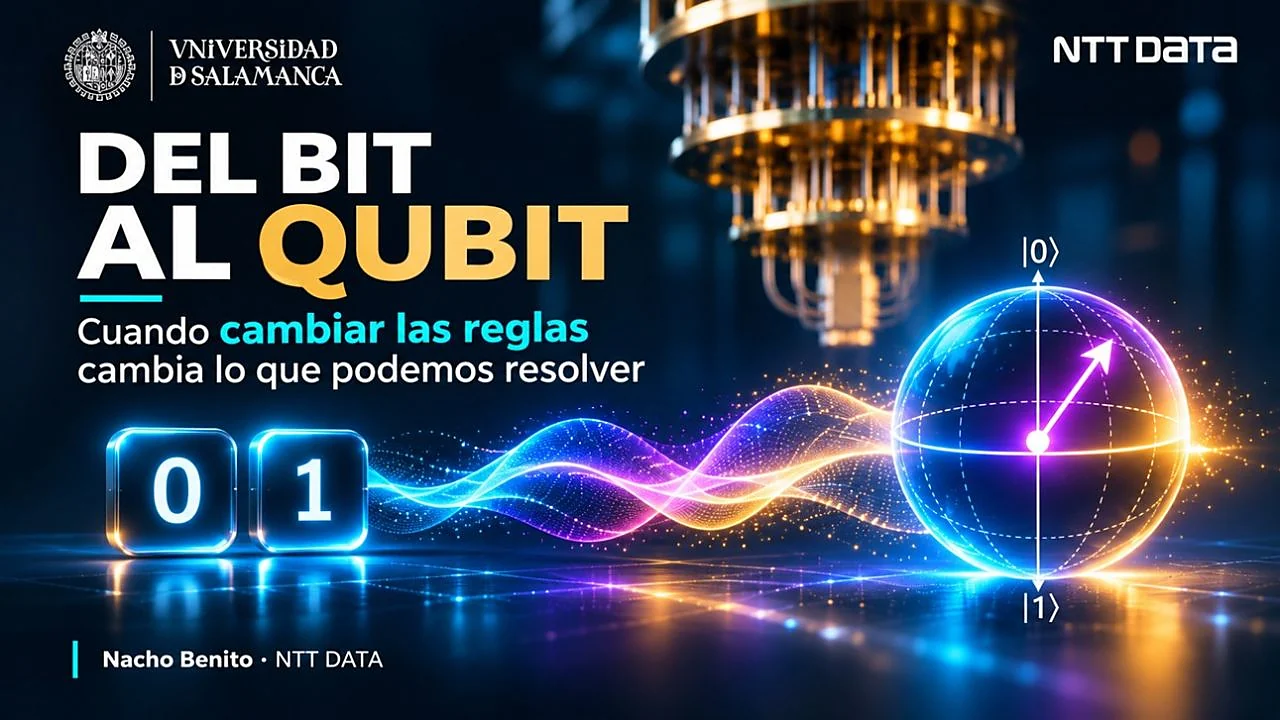 VNiVERSiDAD
Ð SALAMANCA
NTT DATA
DEL BIT
AL QUBIT
Cuando cambiar las reglas
cambia lo que podemos resolver
0 1
|0⟩
|1⟩
Nacho Benito · NTT DATA